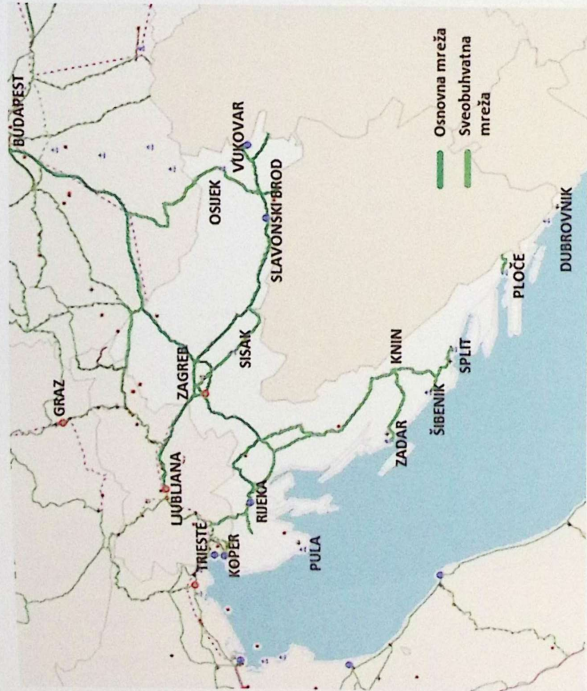 BUDAPEST
GRAZ
VUKOVAR
OSIJEK
SLAVONSKI BROD
ZAGREB
SISAK
LJUBLJANA
TRIESTE
KOPER
RIJEKA
PULA
KNIN
ZADAR
ŠIBENIK
SPLIT
PLOČE
DUBROVNIK
Osnovna mreža
Sveobuhvatna
mreža